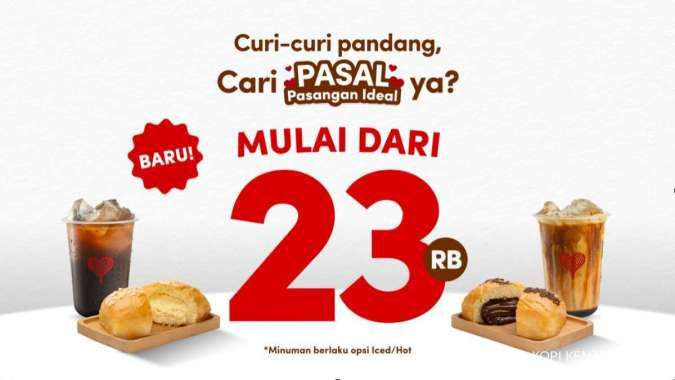 Curi-curi pandang,
Cari PASAL ya?
Pasangan Ideal
BARU!
MULAI DARI
23
RB
*Minuman berlaku opsi Iced/Hot